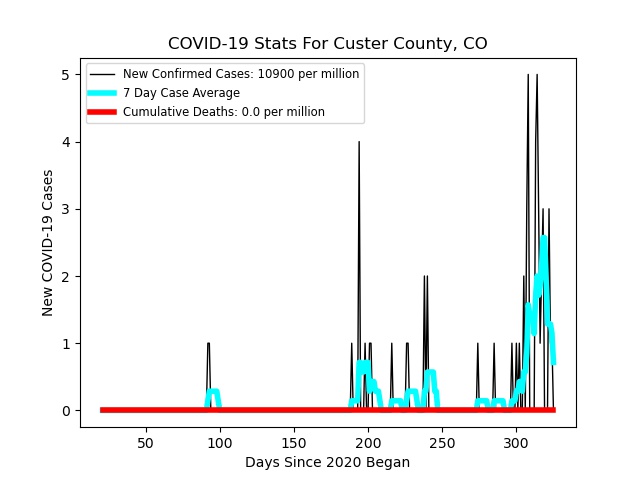 COVID-19 Stats For Custer County, CO
New Confirmed Cases: 10900 per million
7 Day Case Average
Cumulative Deaths: 0.0 per million
New COVID-19 Cases
5
4
3
2
1
0
50 100 150 200 250 300
Days Since 2020 Began